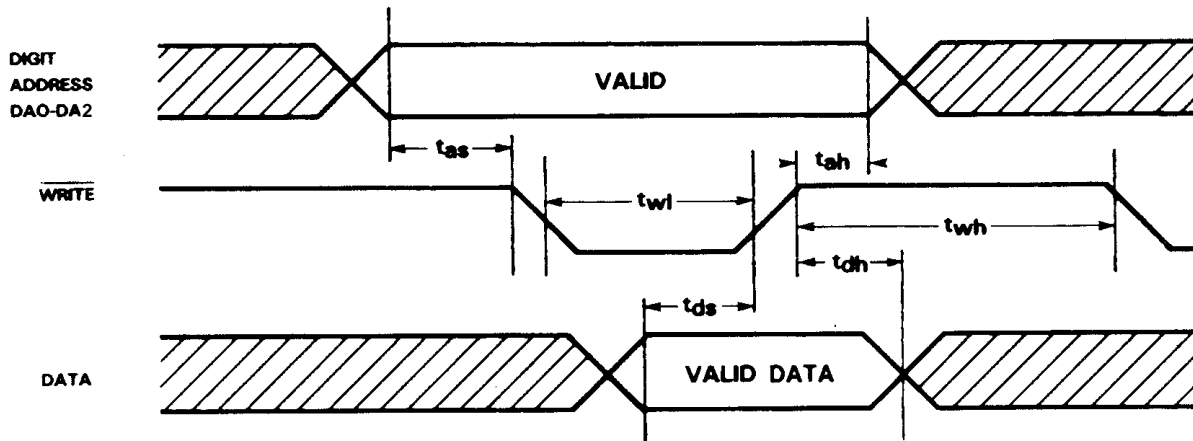 DIGIT
ADDRESS
DAO-DA2
VALID
tas
tah
WRITE
twl
twh
tdh
tds
DATA
VALID DATA